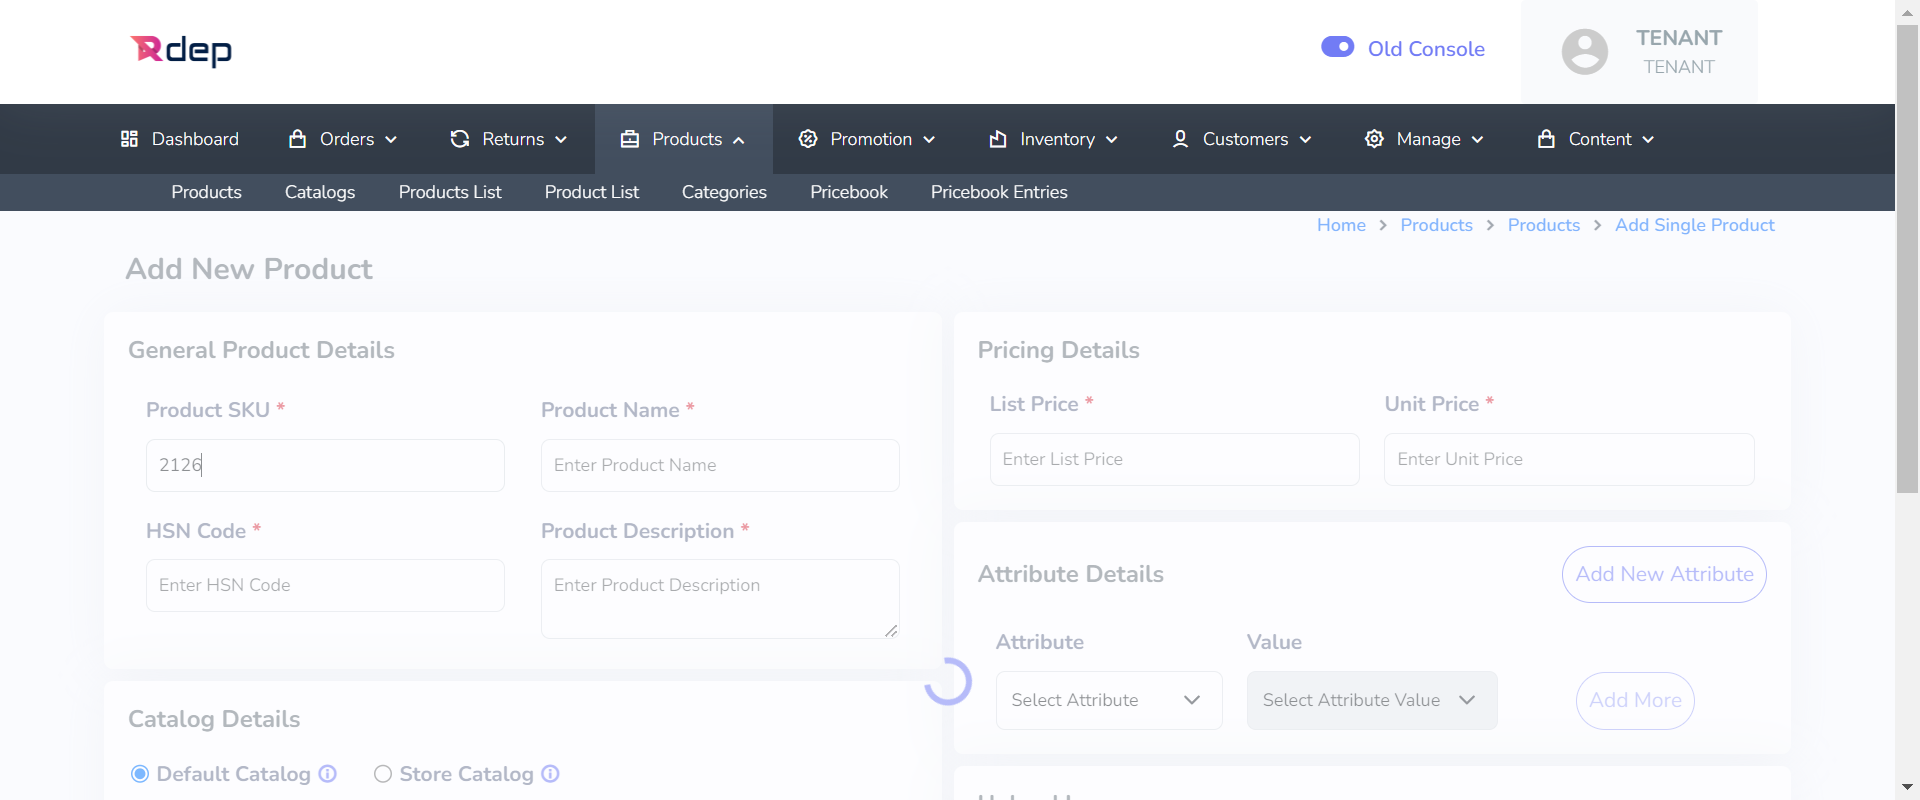 Rdep
Old Console
TENANT
TENANT
Dashboard Orders Returns Products Promotion Inventory Customers Manage Content
Products Catalogs Products List Product List Categories Pricebook Pricebook Entries
Home > Products > Products > Add Single Product
Add New Product
General Product Details
Product SKU *
Product Name *
2126
Enter Product Name
HSN Code *
Product Description *
Enter HSN Code
Enter Product Description
Catalog Details
Default Catalog
Store Catalog
Pricing Details
List Price *
Unit Price *
Enter List Price
Enter Unit Price
Attribute Details
Add New Attribute
Attribute
Value
Select Attribute
Select Attribute Value
Add More